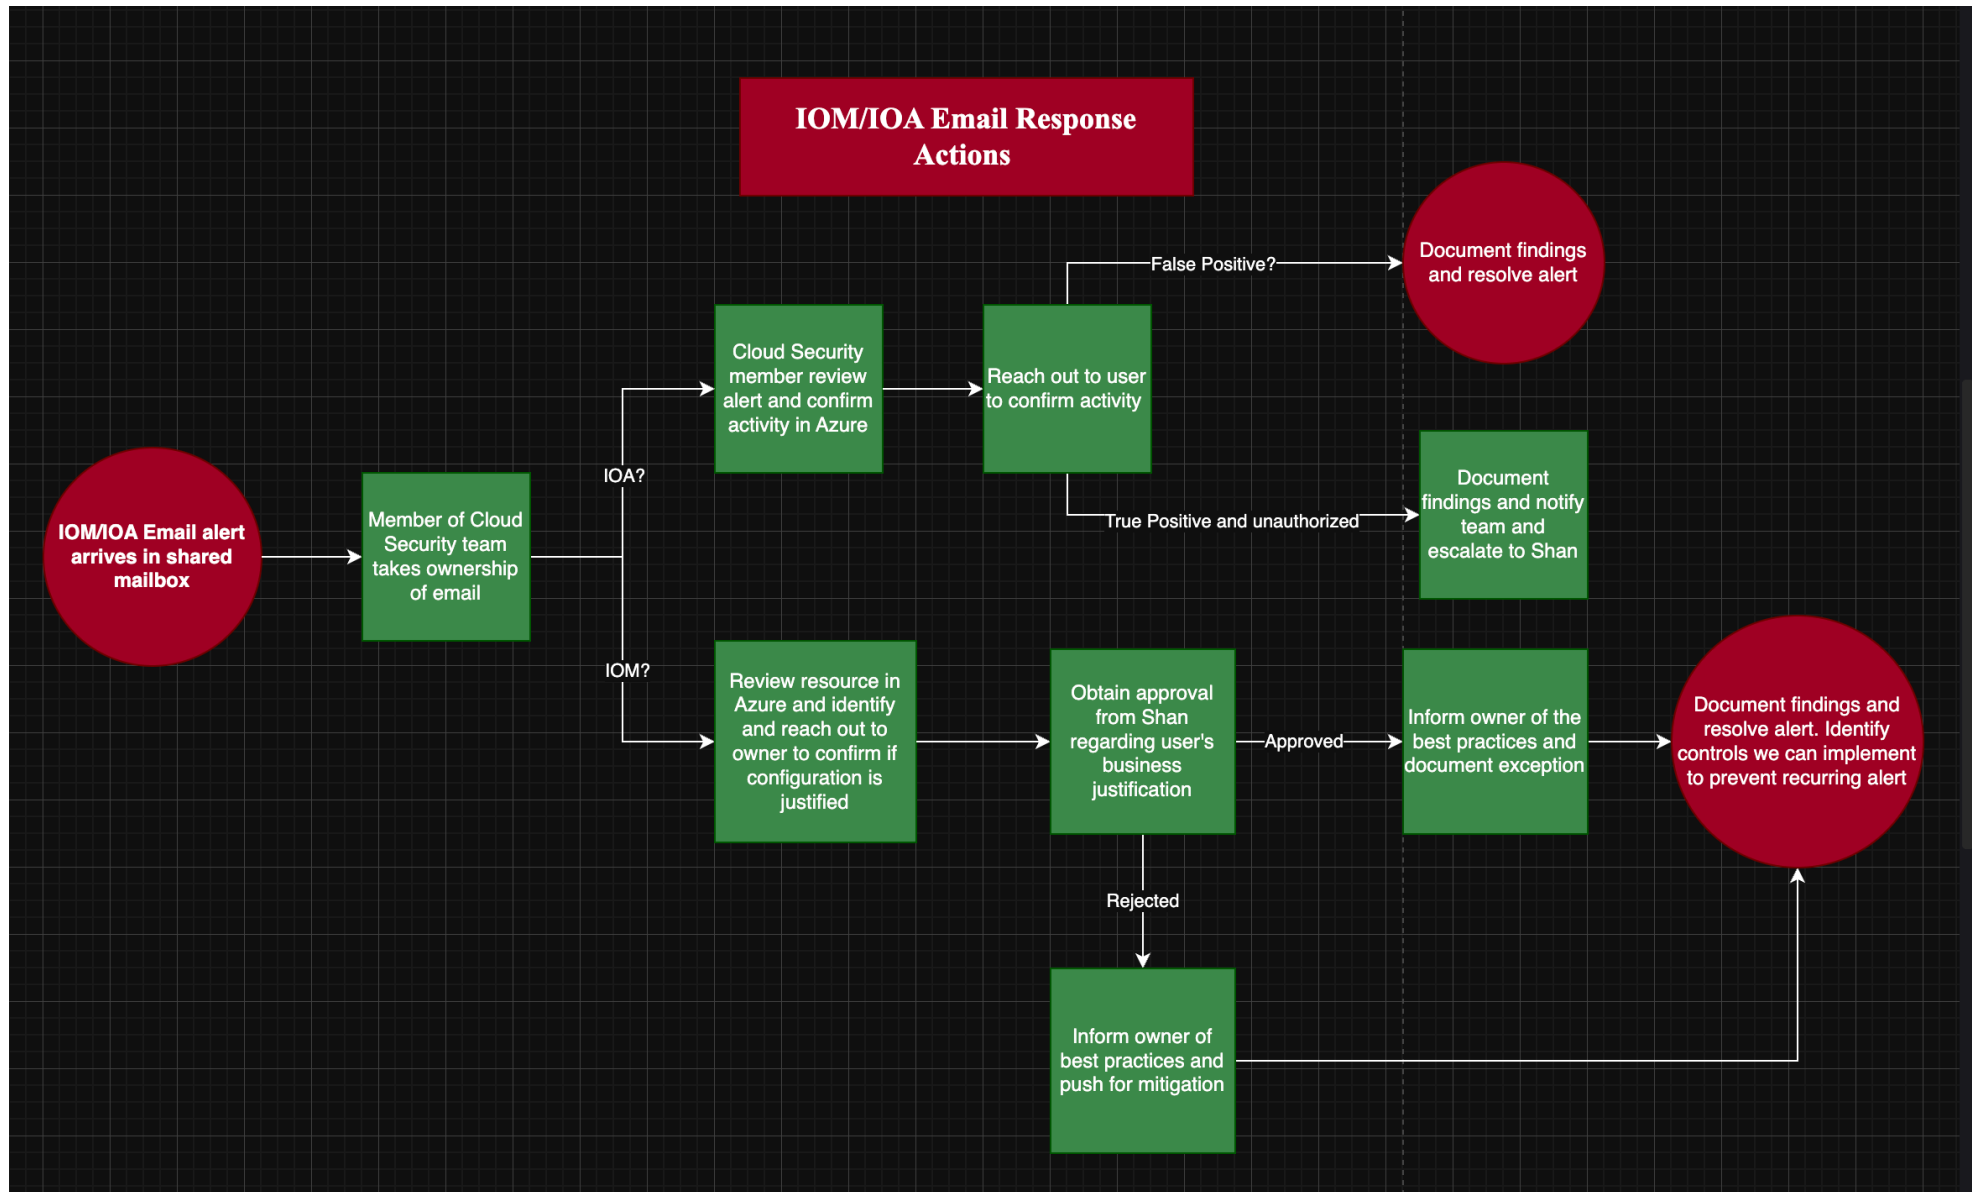 IOM/IOA Email Response
Actions
False Positive?
Document findings
and resolve alert
Cloud Security
member review
alert and confirm
activity in Azure
Reach out to user
to confirm activity
IOA?
True Positive and unauthorized
Document
findings and notify
team and
escalate to Shan
IOM/IOA Email alert
arrives in shared
mailbox
Member of Cloud
Security team
takes ownership
of email
IOM?
Review resource in
Azure and identify
and reach out to
owner to confirm if
configuration is
justified
Obtain approval
from Shan
regarding user's
business
justification
Approved
Inform owner of the
best practices and
document exception
Document findings and
resolve alert. Identify
controls we can implement
to prevent recurring alert
Rejected
Inform owner of
best practices and
push for mitigation